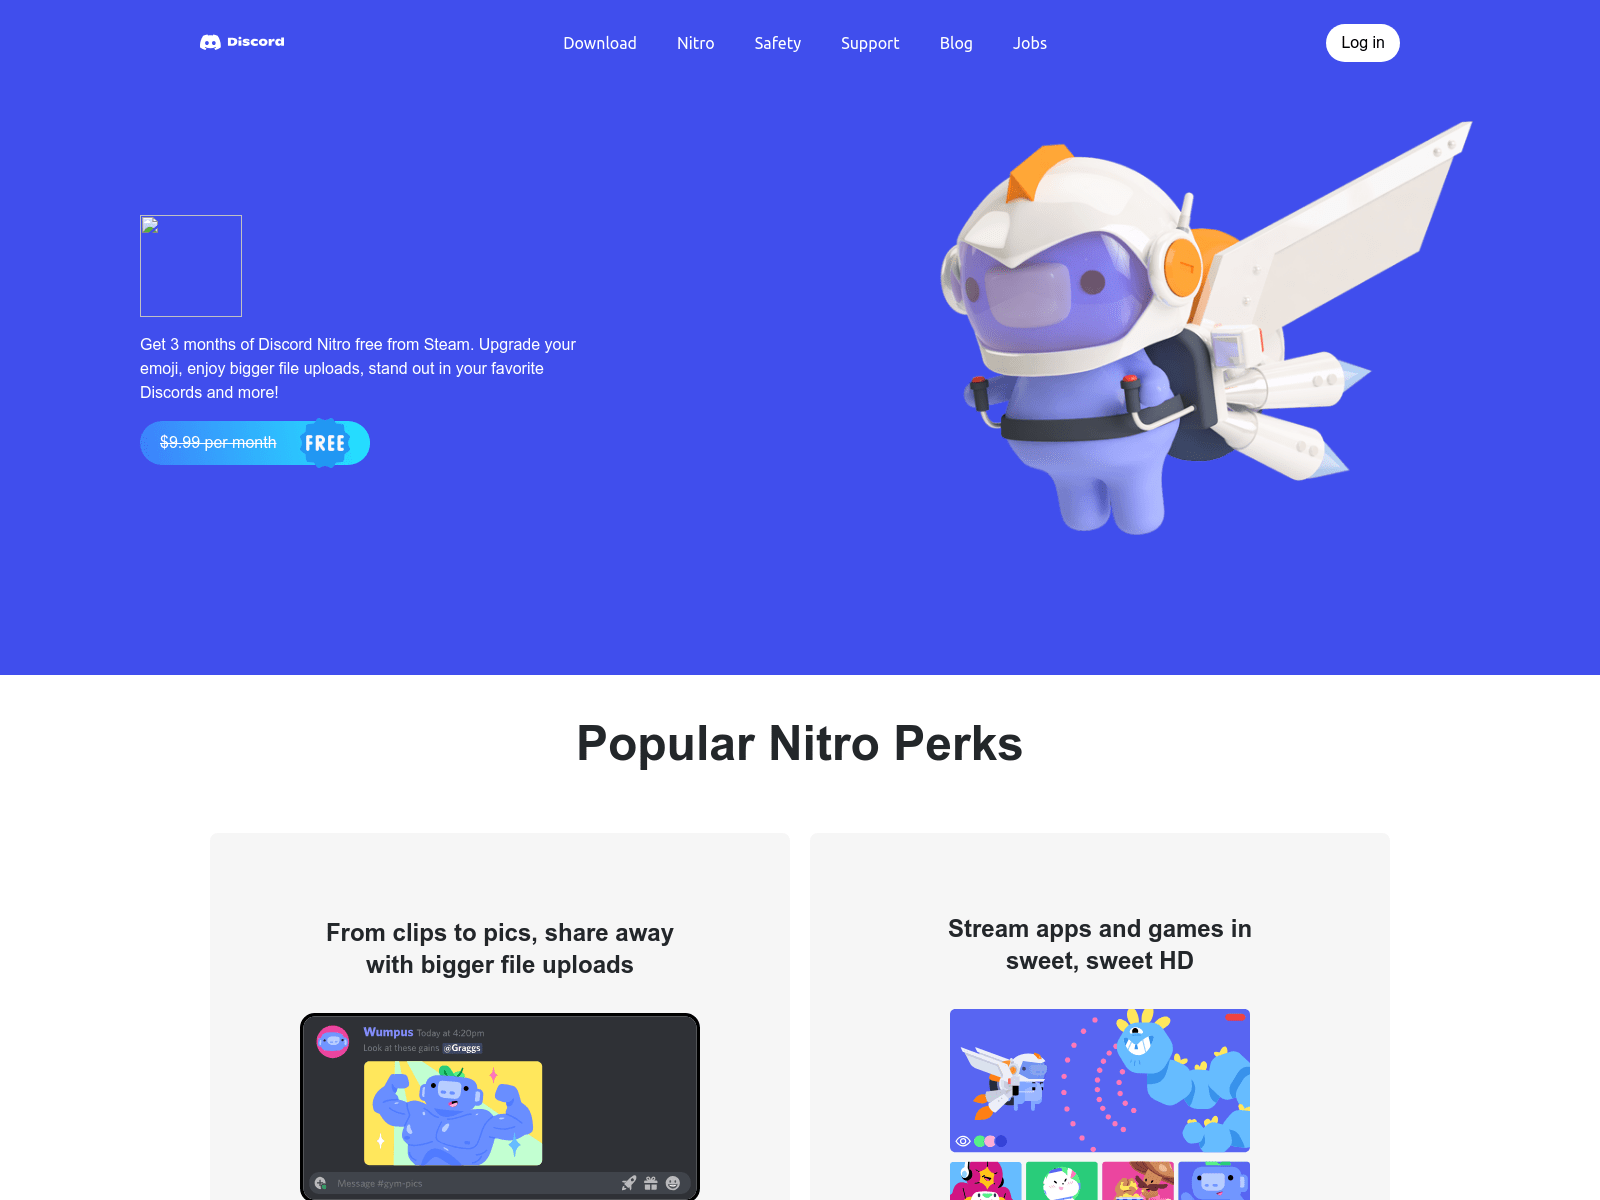 Discord
Download
Nitro
Safety
Support
Blog
Jobs
Log in
Get 3 months of Discord Nitro free from Steam. Upgrade your
emoji, enjoy bigger file uploads, stand out in your favorite
Discords and more!
$9.99 per month
FREE
Popular Nitro Perks
From clips to pics, share away
with bigger file uploads
Stream apps and games in
sweet, sweet HD
Wumpus Today at 4:20pm
Look at these gains @Graggs
Message #gym-pics